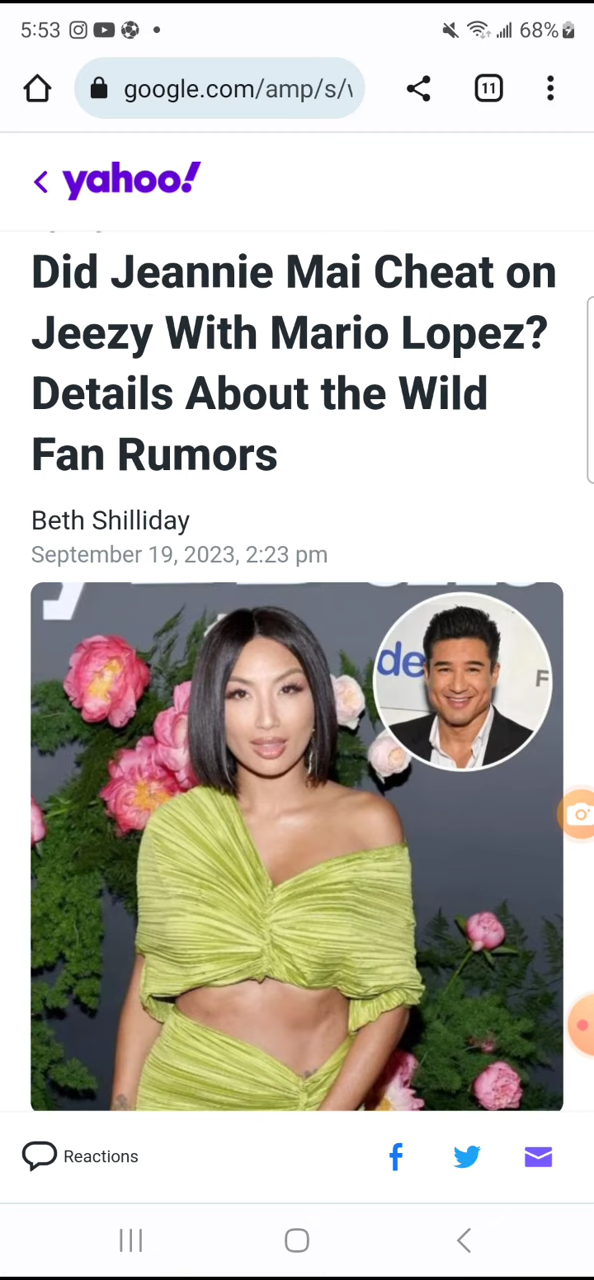 5:53
68%
google.com/amp/s/
11
yahoo!
Did Jeannie Mai Cheat on
Jeezy With Mario Lopez?
Details About the Wild
Fan Rumors
Beth Shilliday
September 19, 2023, 2:23 pm
de
F
Reactions